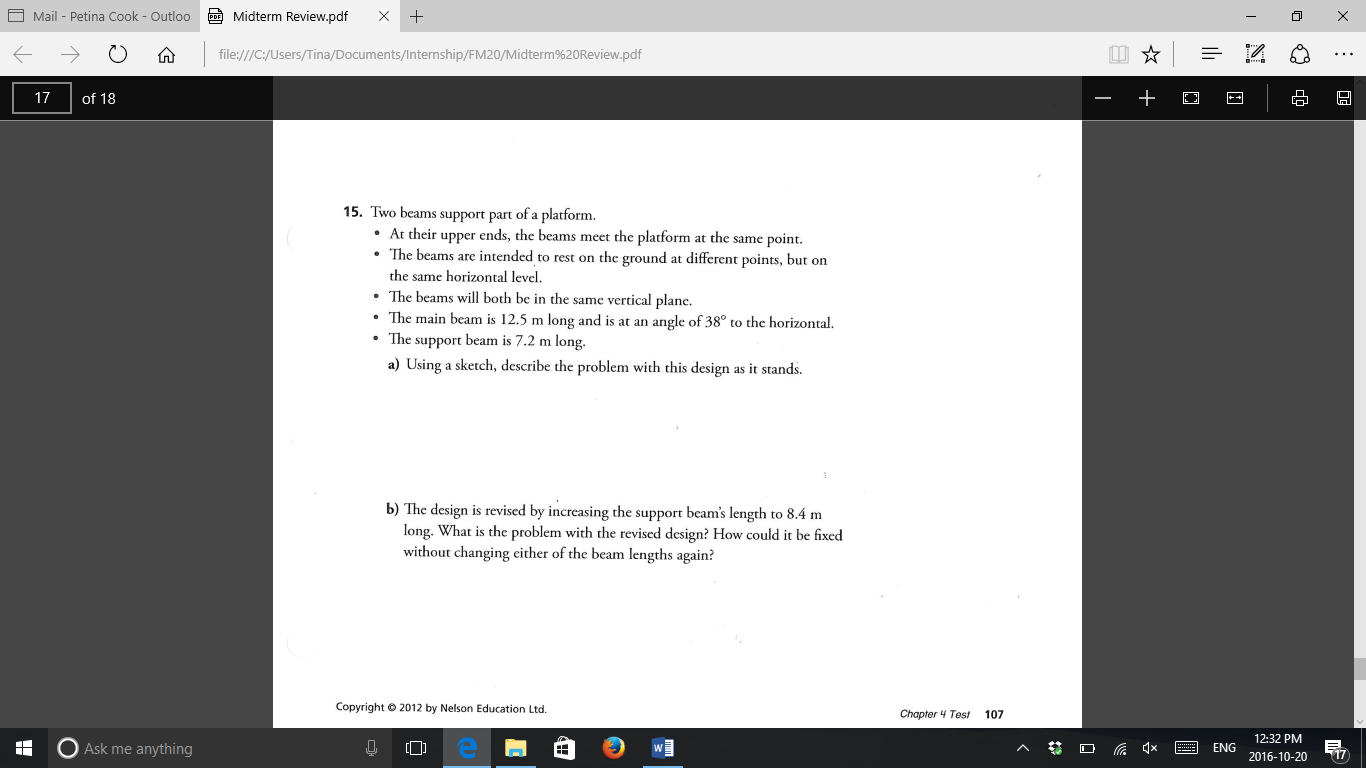 Mail - Petina Cook - Outloo
PDF
Midterm Review.pdf
file:///C:/Users/Tina/Documents/Internship/FM20/Midterm%20Review.pdf
17 of 18
15. Two beams support part of a platform.
• At their upper ends, the beams meet the platform at the same point.
• The beams are intended to rest on the ground at different points, but on
the same horizontal level.
• The beams will both be in the same vertical plane.
• The main beam is 12.5 m long and is at an angle of 38° to the horizontal.
• The support beam is 7.2 m long.
a) Using a sketch, describe the problem with this design as it stands.
b) The design is revised by increasing the support beam's length to 8.4 m
long. What is the problem with the revised design? How could it be fixed
without changing either of the beam lengths again?
Copyright © 2012 by Nelson Education Ltd.
Chapter 4 Test 107
Ask me anything
ENG
12:32 PM
2016-10-20
17